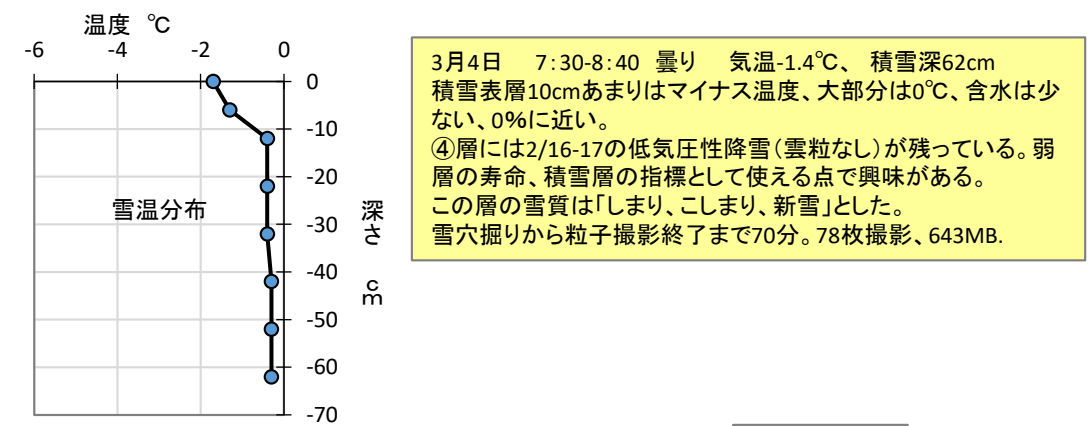 温度 ℃
-6 -4 -2 0
0
-10
-20
-30
-40
-50
-60
-70
雪温分布
深さ cm
3月4日 7:30-8:40 曇り 気温-1.4℃、 積雪深62cm
積雪表層10cmあまりはマイナス温度、大部分は0℃、含水は少
ない、0%に近い。
④層には2/16-17の低気圧性降雪(雲粒なし)が残っている。弱
層の寿命、積雪層の指標として使える点で興味がある。
この層の雪質は「しまり、こしまり、新雪」とした。
雪穴掘りから粒子撮影終了まで70分。78枚撮影、643MB.